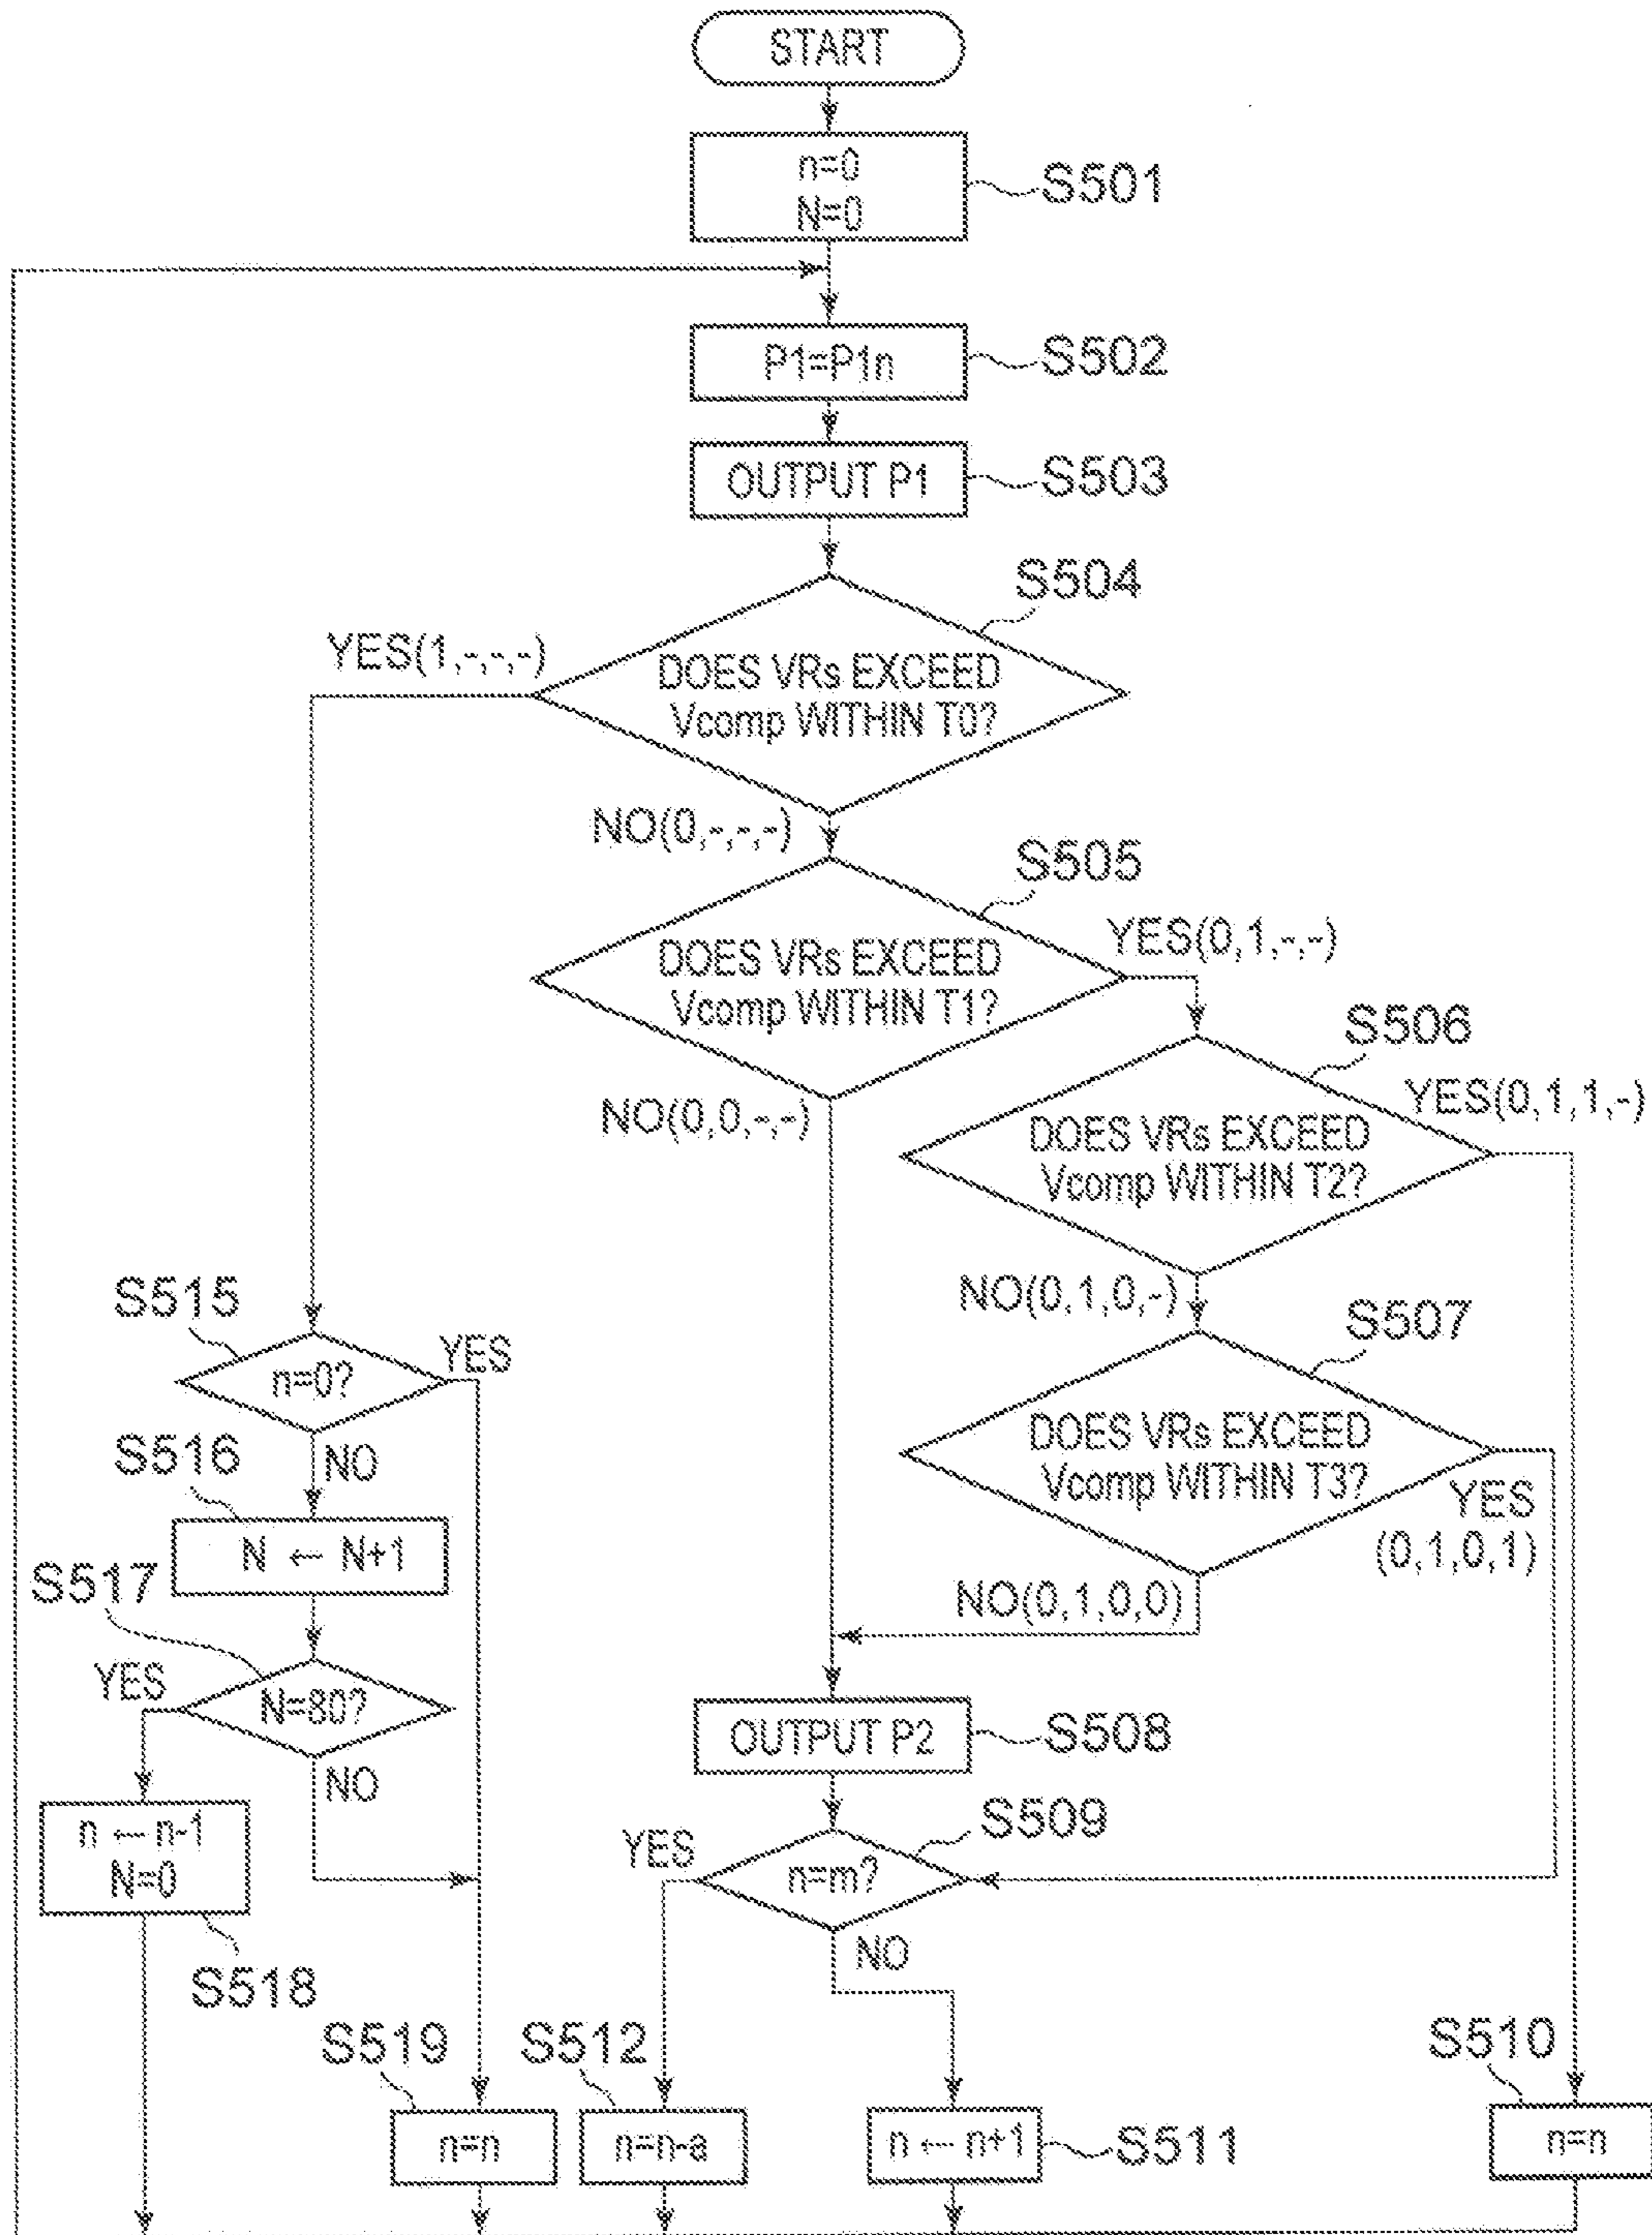 START
n=0
N=0
S501
P1=P1n
S502
OUTPUT P1
S503
S504
YES(1,-,-,-)
DOES VRs EXCEED
Vcomp WITHIN T0?
NO(0,-,-,-)
S505
DOES VRs EXCEED
Vcomp WITHIN T1?
YES(0,1,-,-)
NO(0,0,-,-)
S506
YES(0,1,1,-)
DOES VRs EXCEED
Vcomp WITHIN T2?
NO(0,1,0,-)
S507
DOES VRs EXCEED
Vcomp WITHIN T3?
YES
(0,1,0,1)
NO(0,1,0,0)
S515
n=0?
YES
NO
S516
N ← N+1
S517
YES
N=80?
NO
n ← n-1
N=0
S518
OUTPUT P2
S508
S509
YES
n=m?
NO
S519
n=n
S512
n=n-a
n ← n+1
S511
S510
n=n